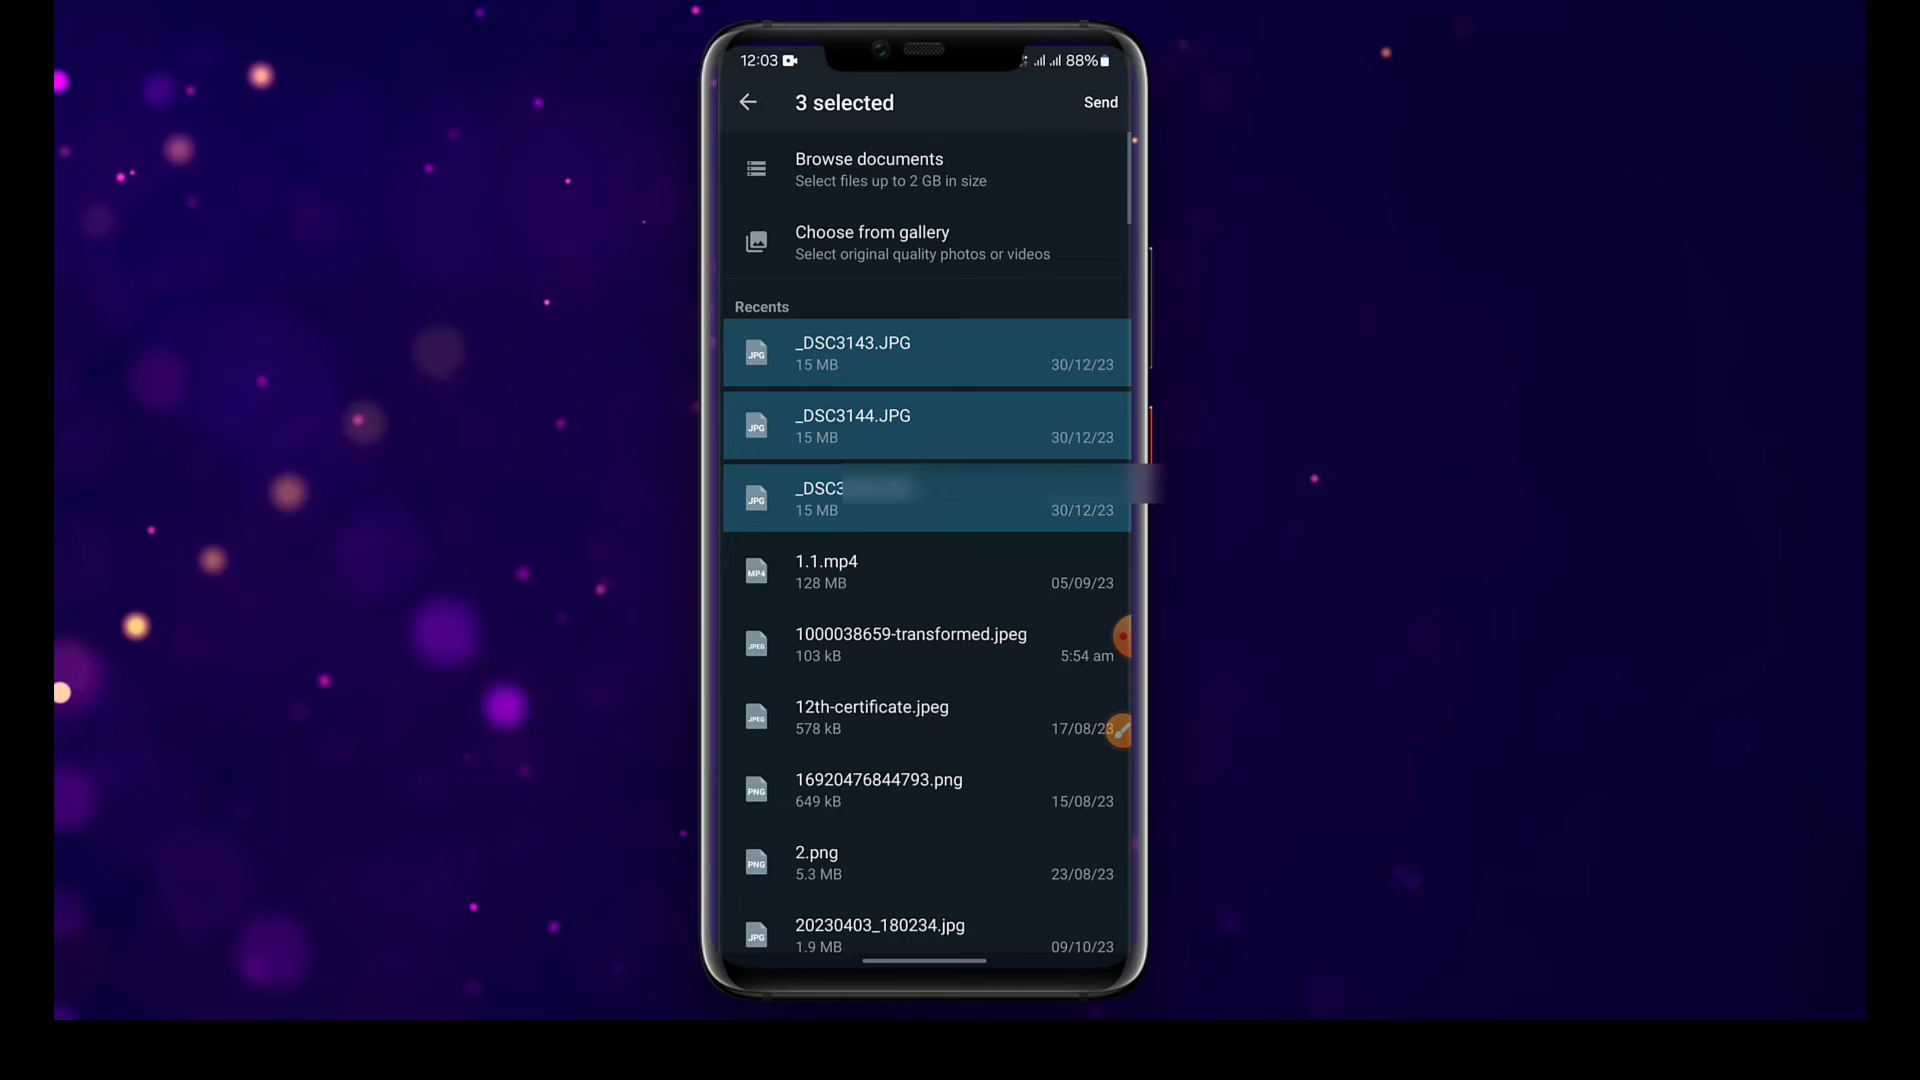 12:03 88%
3 selected Send
Browse documents
Select files up to 2 GB in size
Choose from gallery
Select original quality photos or videos
Recents
JPG _DSC3143.JPG
15 MB 30/12/23
JPG _DSC3144.JPG
15 MB 30/12/23
JPG
15 MB 30/12/23
MP4 1.1.mp4
128 MB 05/09/23
JPEG 1000038659-transformed.jpeg
103 kB 5:54 am
JPEG 12th-certificate.jpeg
578 kB 17/08/23
PNG 16920476844793.png
649 kB 15/08/23
PNG 2.png
5.3 MB 23/08/23
JPG 20230403_180234.jpg
1.9 MB 09/10/23